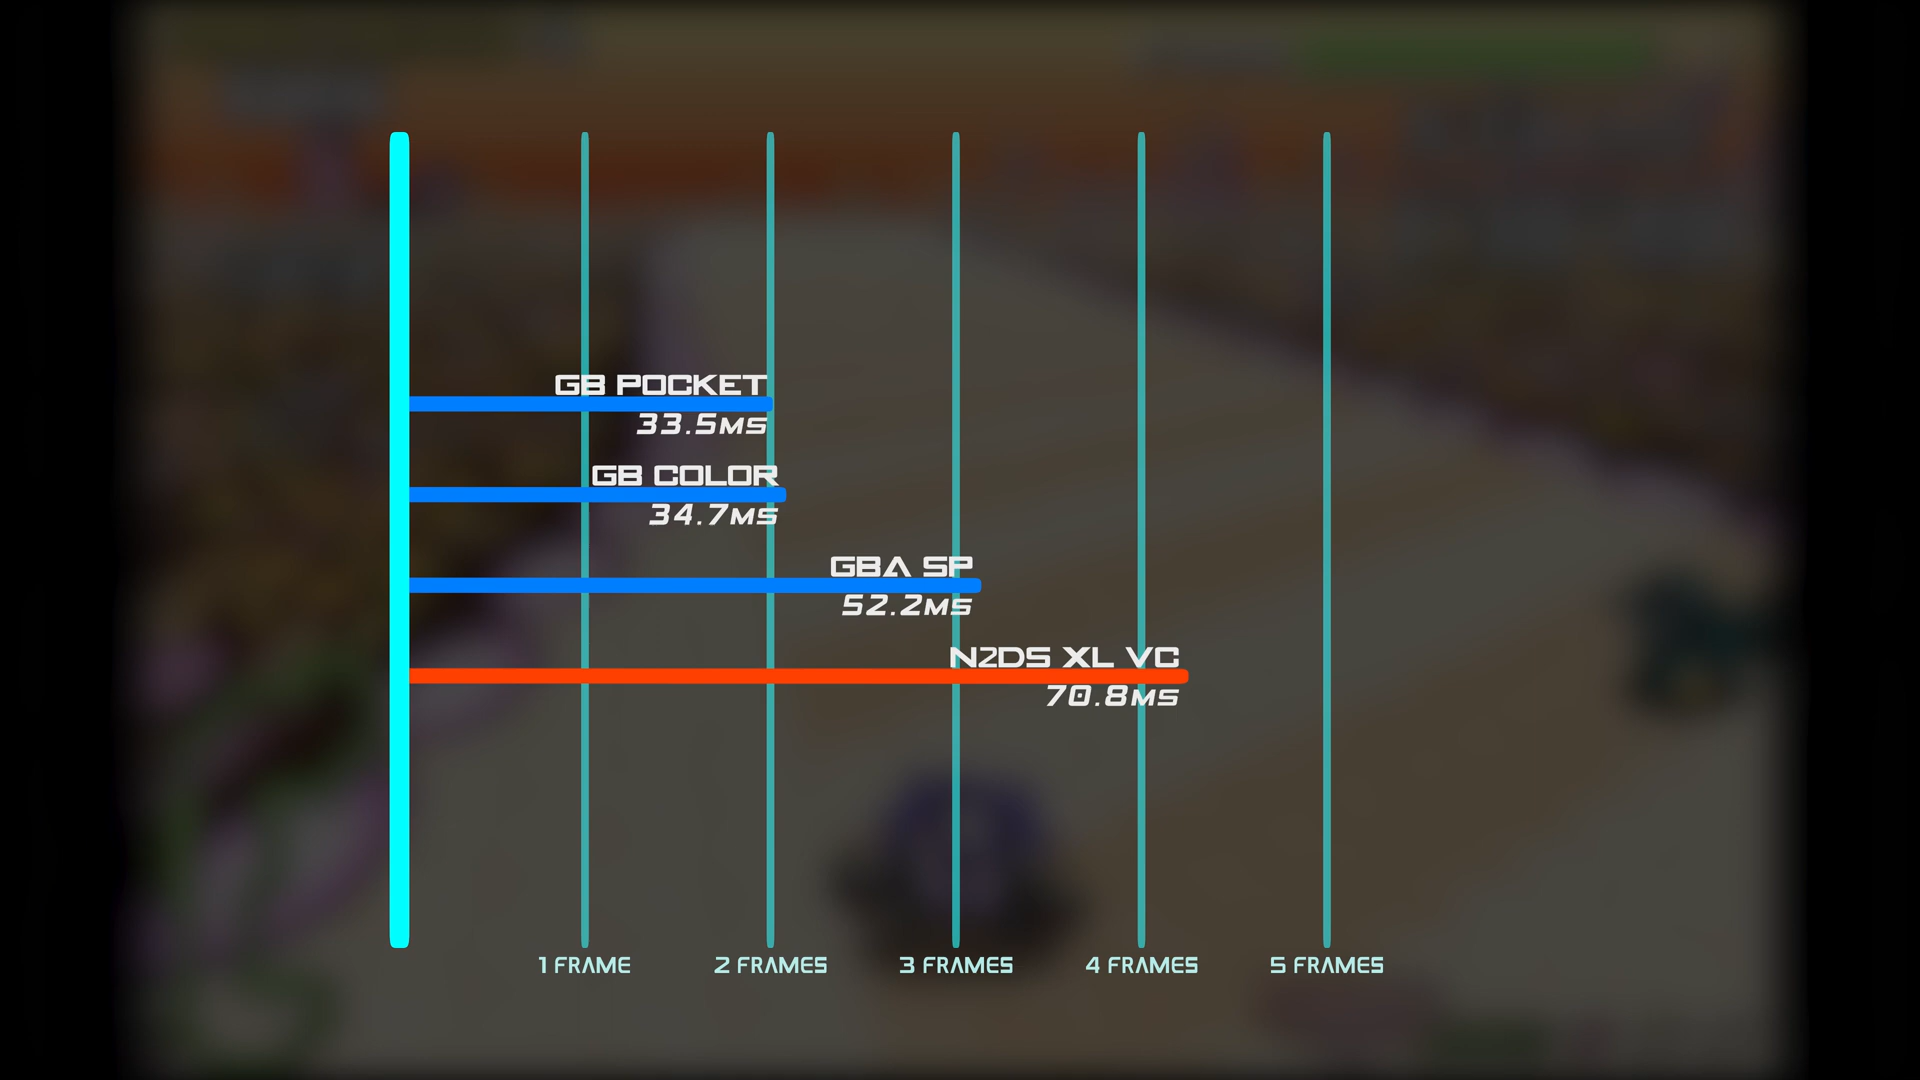 GB POCKET
33.5MS
GB COLOR
34.7MS
GBA SP
52.2MS
N2DS XL VC
70.8MS
1 FRAME
2 FRAMES
3 FRAMES
4 FRAMES
5 FRAMES